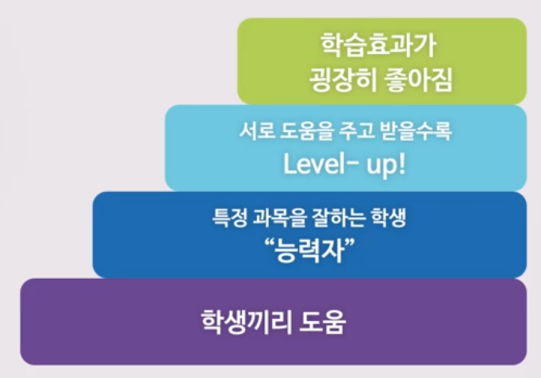 학습효과가
굉장히 좋아짐
서로 도움을 주고 받을수록
Level- up!
특정 과목을 잘하는 학생
“능력자”
학생끼리 도움